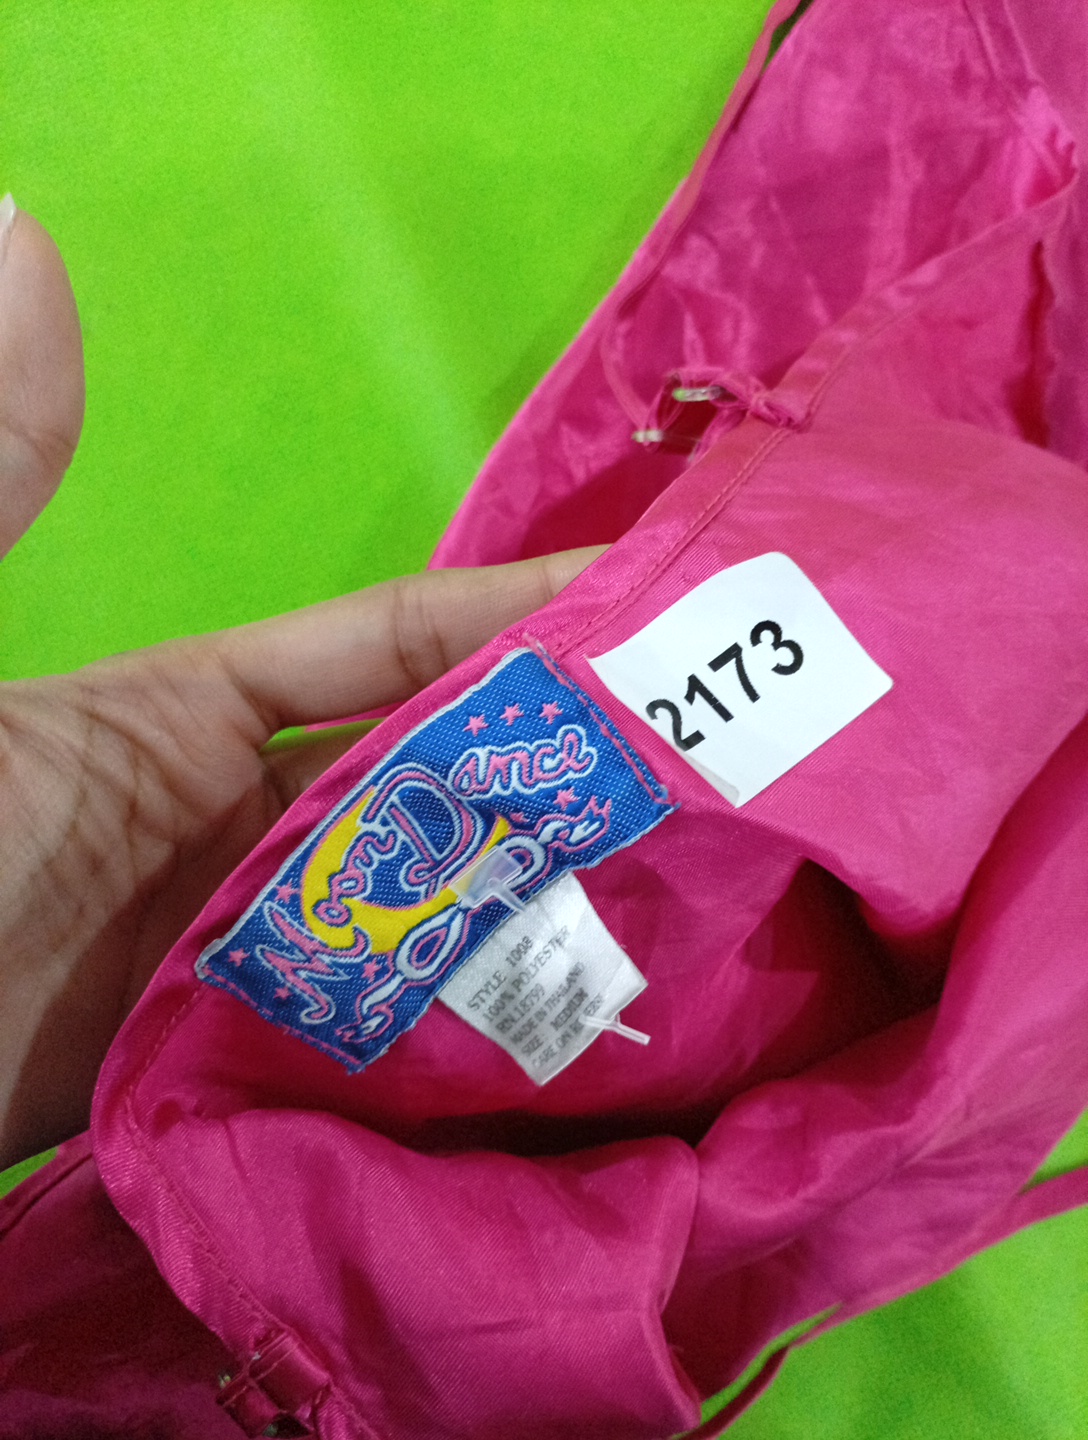 2173
Moon Dance
STYLE 1008
100% POLYESTER
RN 18799
MADE IN THAILAND
SIZE MEDIUM
CARE ON REVERSE